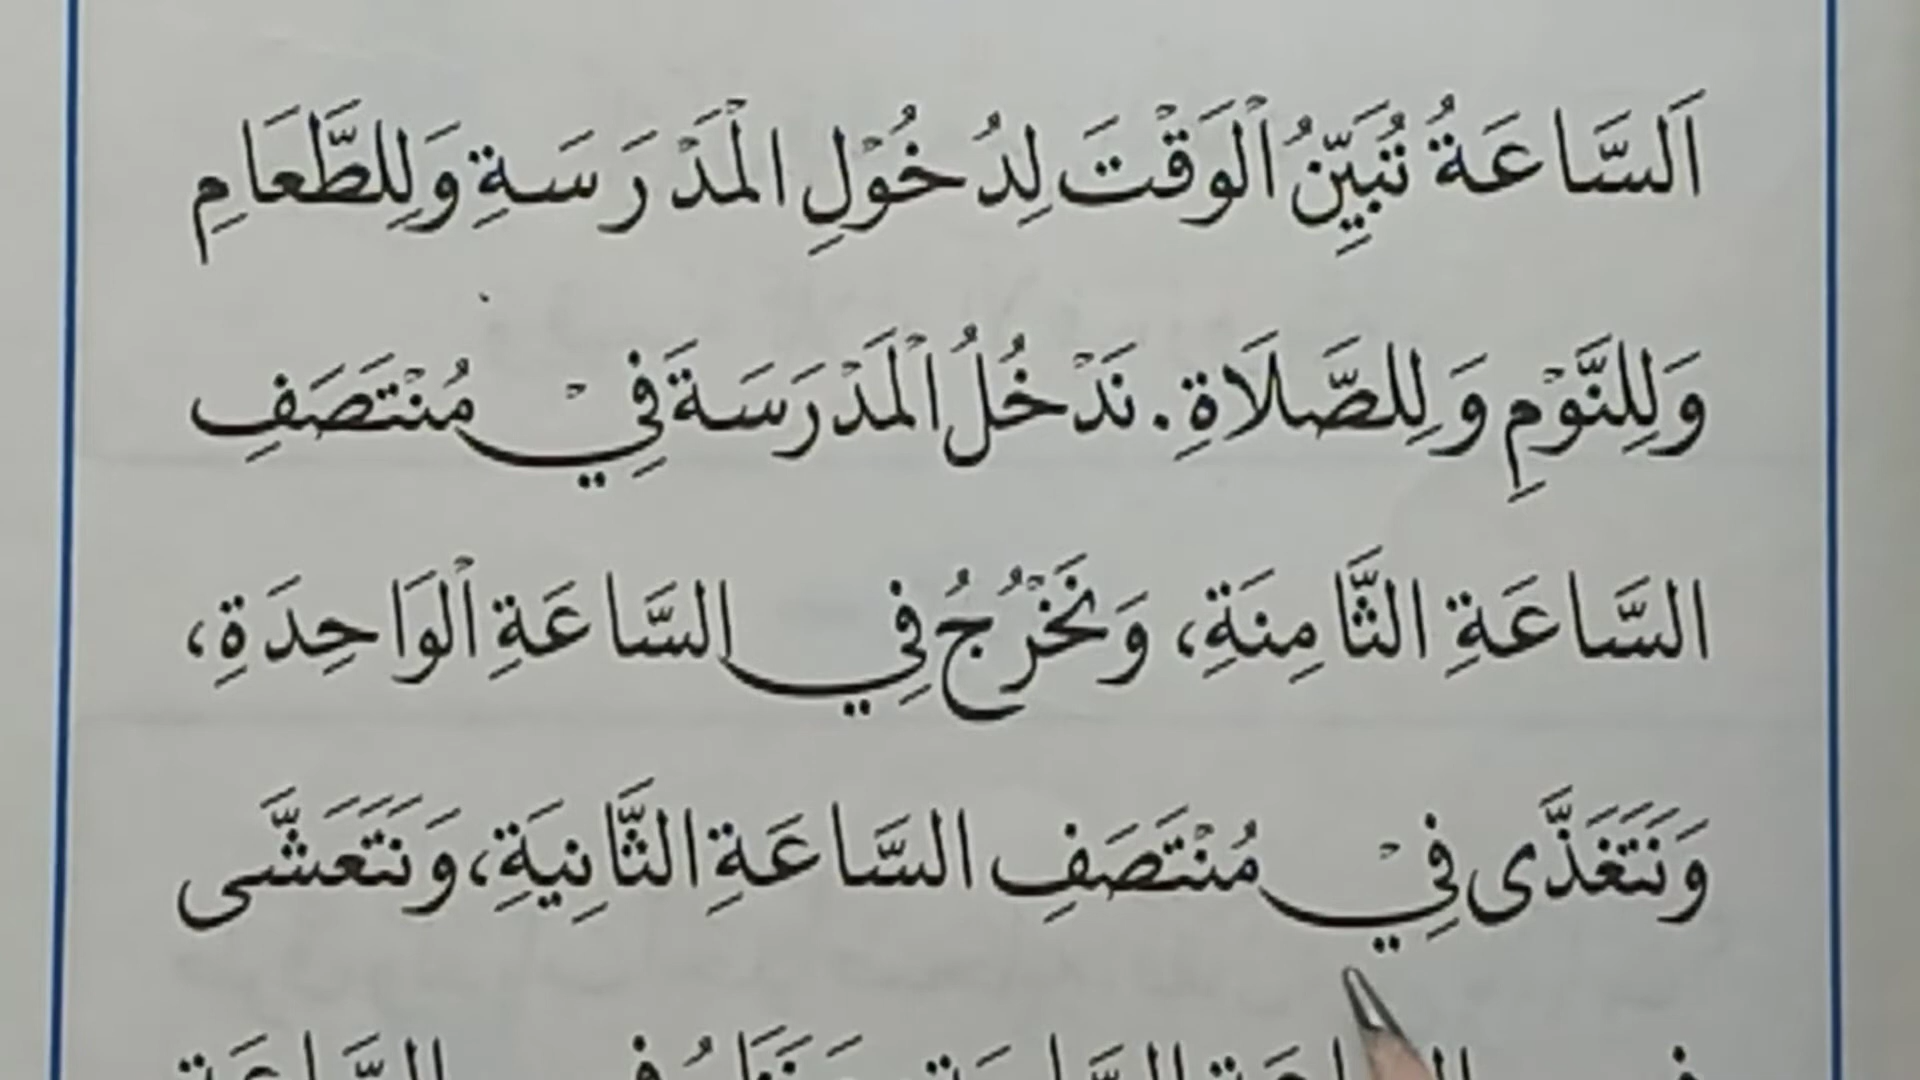 اَلسَّاعَةُ تُبَيِّنُ الْوَقْتَ لِدُخُوْلِ الْمَدْرَسَةِ وَلِلطَّعَامِ
وَلِلنَّوْمِ وَلِلصَّلَاةِ. نَدْخُلُ الْمَدْرَسَةَ فِيْ مُنْتَصَفِ
السَّاعَةِ الثَّامِنَةِ، وَنَخْرُجُ فِي السَّاعَةِ الْوَاحِدَةِ،
وَنَتَغَذَّى فِيْ مُنْتَصَفِ السَّاعَةِ الثَّانِيَةِ، وَنَتَعَشَّى